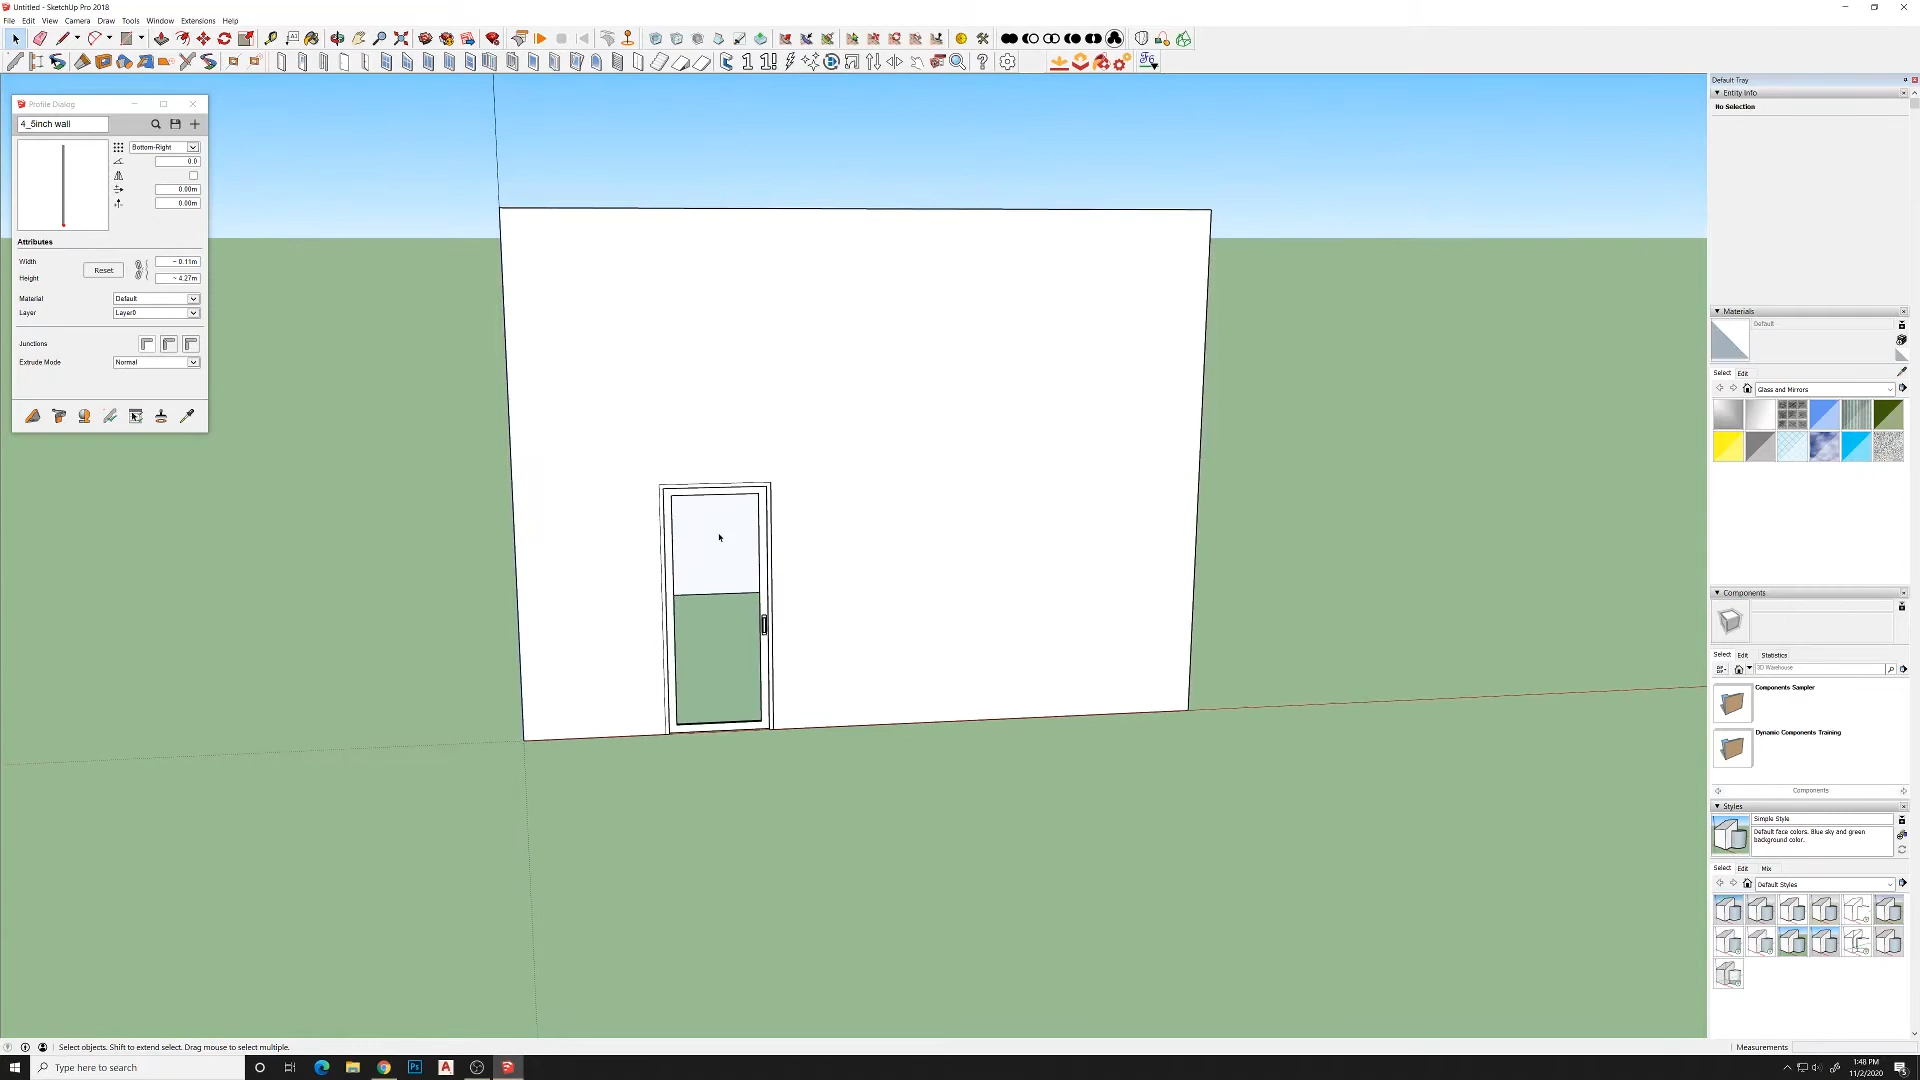 Untitled - SketchUp Pro 2018
File Edit View Camera Draw Tools Window Extensions Help
Profile Dialog
4_5inch wall
Bottom-Right
0.0
0.00m
0.00m
Attributes
Width
~ 0.11m
Reset
Height
~ 4.27m
Material
Default
Layer
Layer0
Junctions
Extrude Mode
Normal
Default Tray
Entity Info
No Selection
Materials
Default
Select Edit
Glass and Mirrors
Components
Select Edit Statistics
3D Warehouse
Components Sampler
Dynamic Components Training
Components
Styles
Simple Style
Default face colors. Blue sky and green
background color.
Select Edit Mix
Default Styles
Select objects. Shift to extend select. Drag mouse to select multiple.
Measurements
Type here to search
Ps
A
1:48 PM
11/2/2020